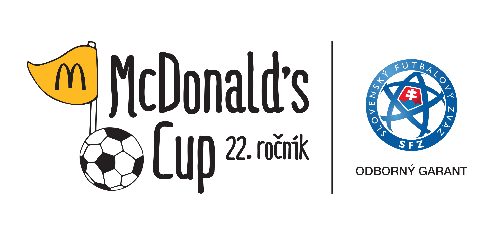 McDonald's
Cup 22. ročník
SLOVENSKÝ FUTBALOVÝ ZVÄZ
SFZ
ODBORNÝ GARANT